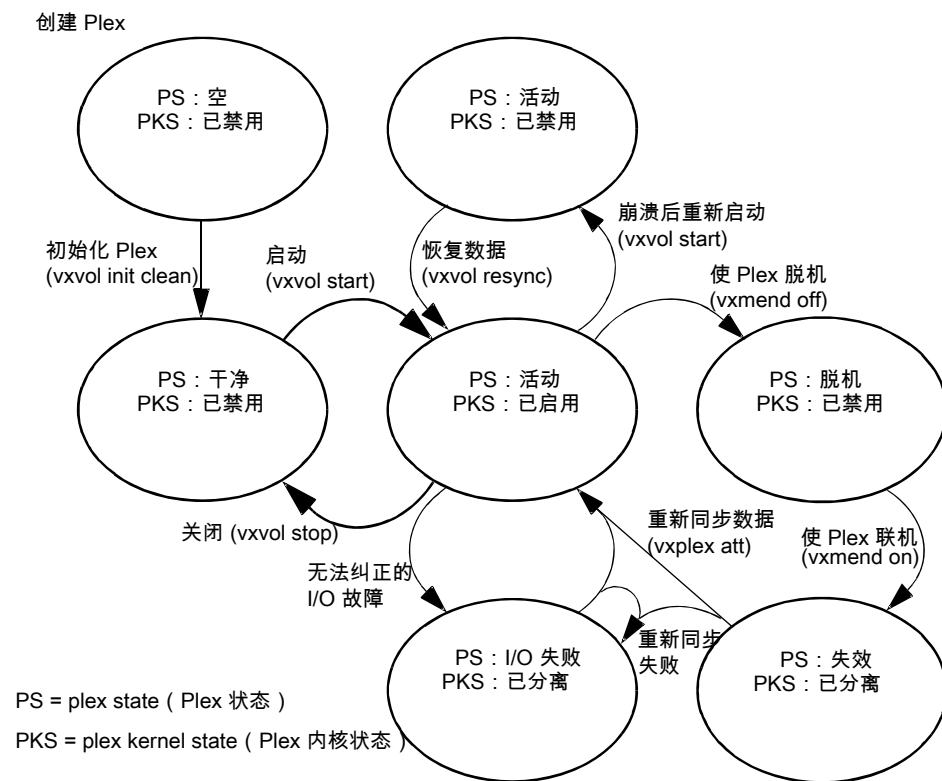 创建 Plex
PS：空
PKS：已禁用
PS：活动
PKS：已禁用
初始化 Plex
(vxvol init clean)
启动
(vxvol start)
恢复数据
(vxvol resync)
崩溃后重新启动
(vxvol start)
使 Plex 脱机
(vxmend off)
PS：干净
PKS：已禁用
PS：活动
PKS：已启用
PS：脱机
PKS：已禁用
关闭 (vxvol stop)
无法纠正的
I/O 故障
重新同步数据
(vxplex att)
使 Plex 联机
(vxmend on)
PS：I/O 失败
PKS：已分离
重新同步
失败
PS：失效
PKS：已分离
PS = plex state（Plex 状态）
PKS = plex kernel state（Plex 内核状态）